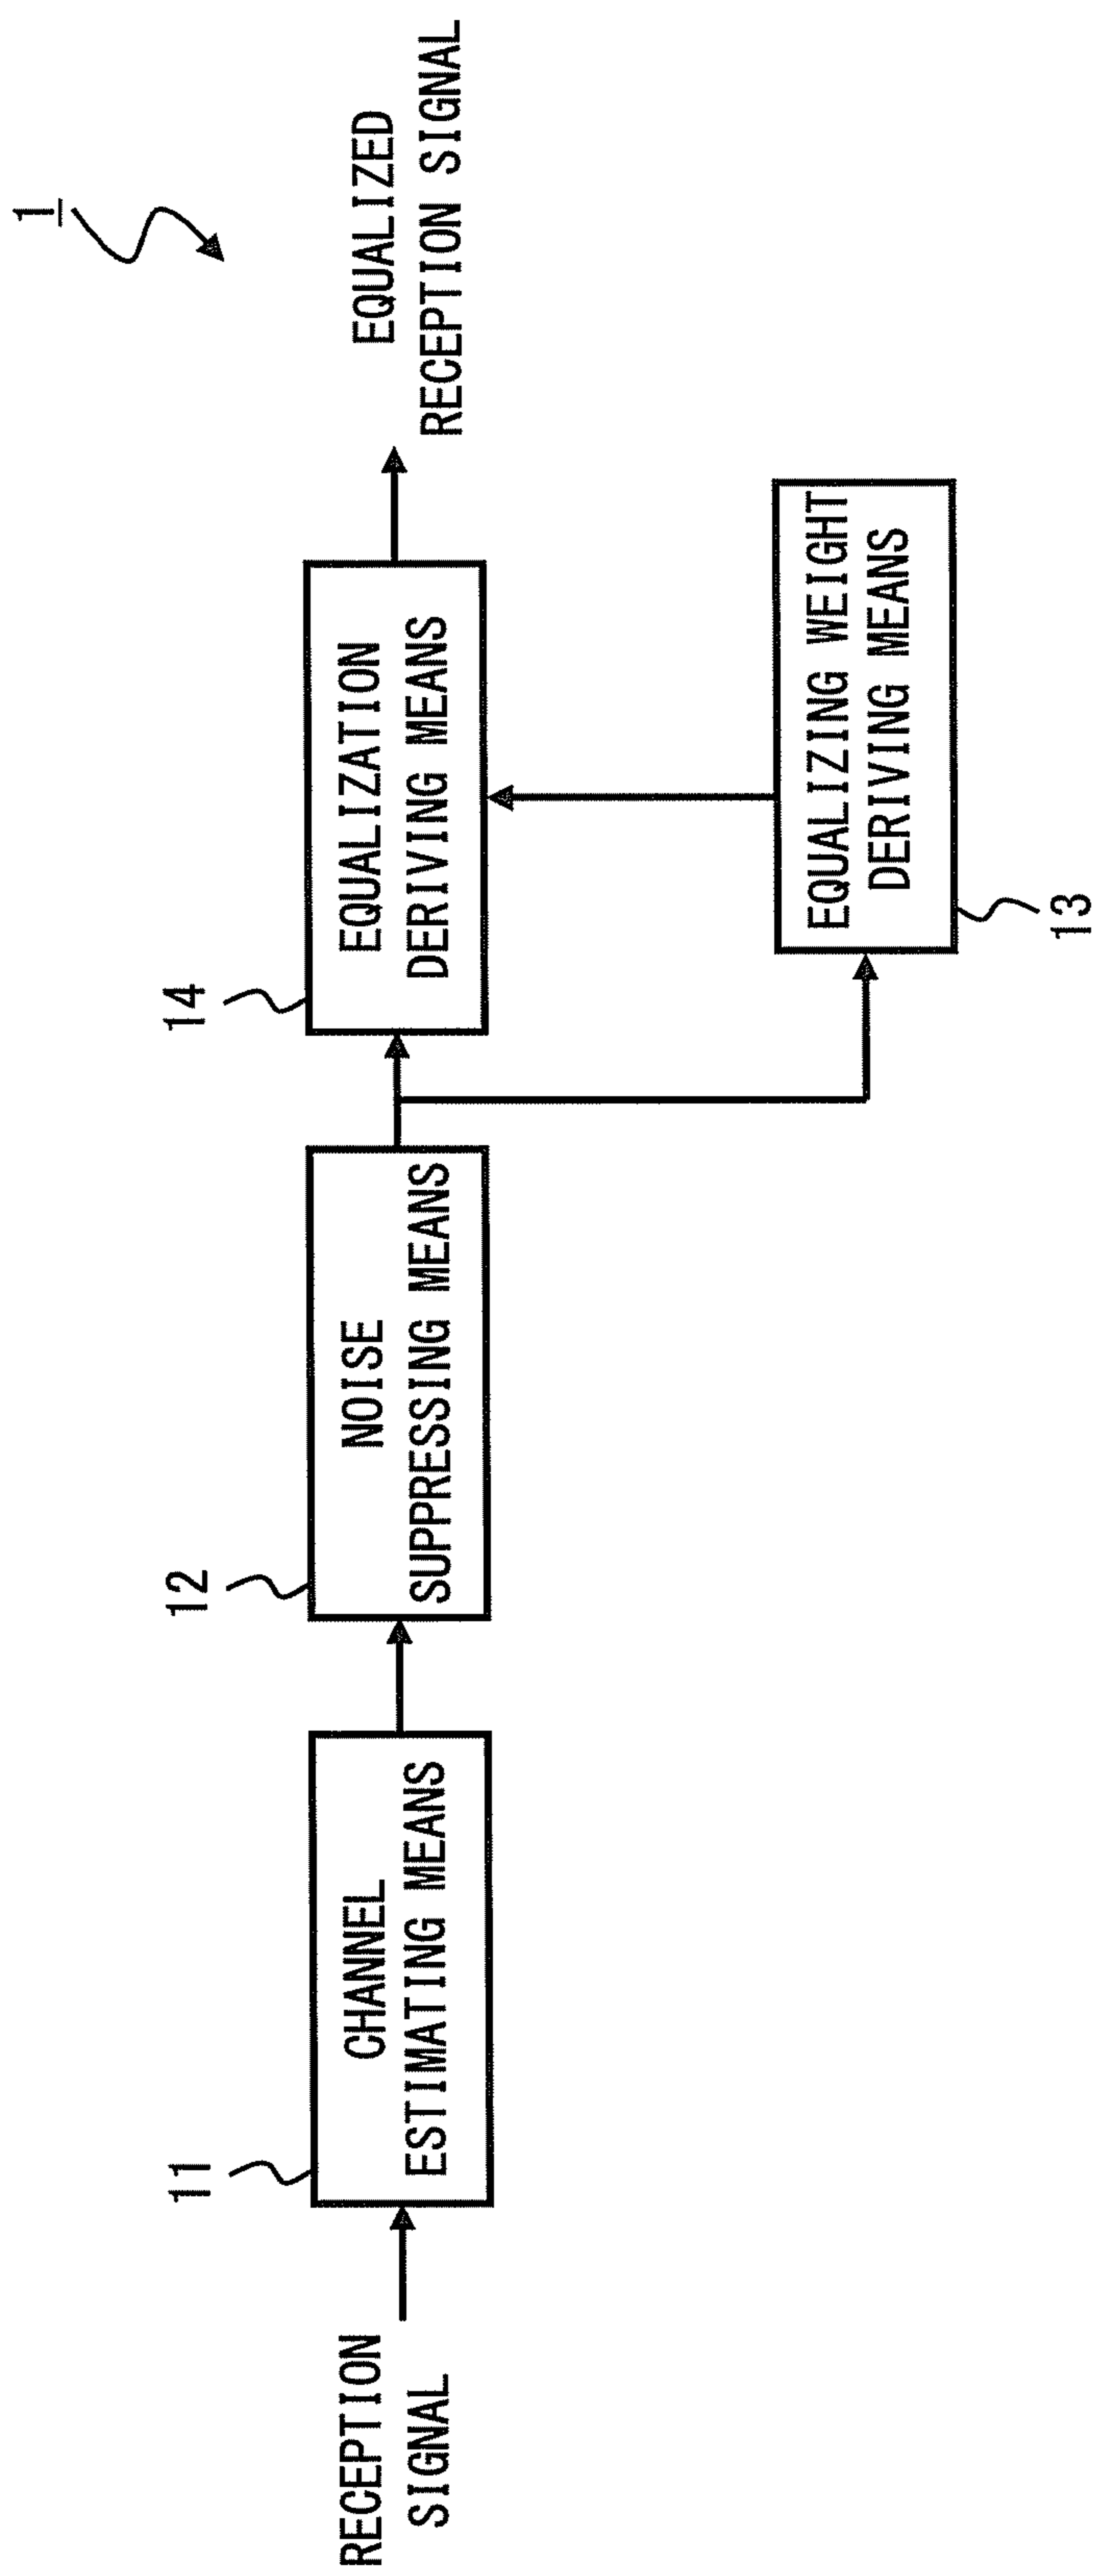 1
RECEPTION
SIGNAL
11
CHANNEL
ESTIMATING MEANS
12
NOISE
SUPPRESSING MEANS
14
EQUALIZATION
DERIVING MEANS
EQUALIZED
RECEPTION SIGNAL
EQUALIZING WEIGHT
DERIVING MEANS
13